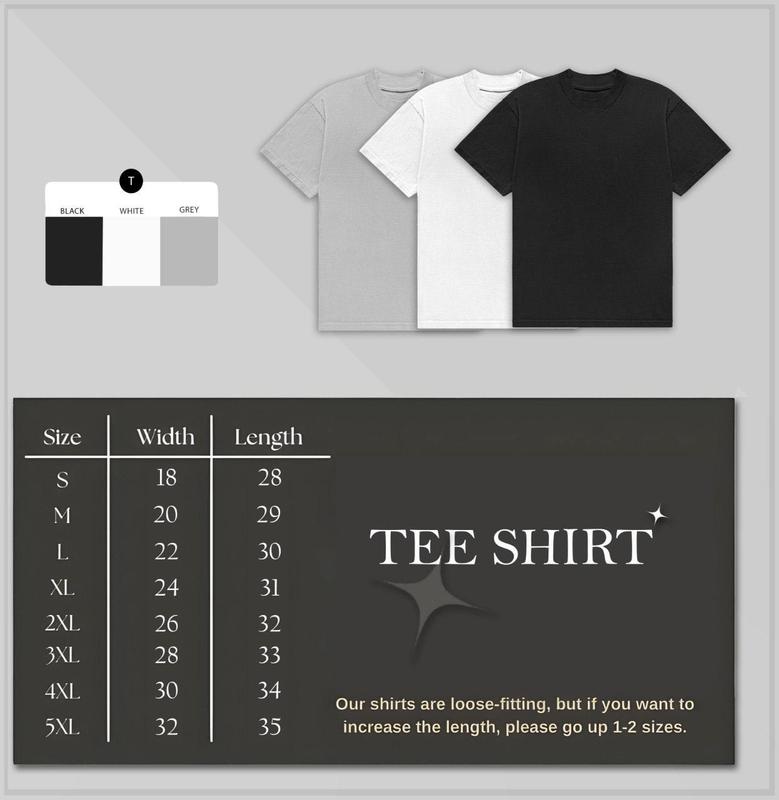 T
BLACK WHITE GREY
Size Width Length
S 18 28
M 20 29
L 22 30
XL 24 31
2XL 26 32
3XL 28 33
4XL 30 34
5XL 32 35
TEE SHIRT
Our shirts are loose-fitting, but if you want to
increase the length, please go up 1-2 sizes.